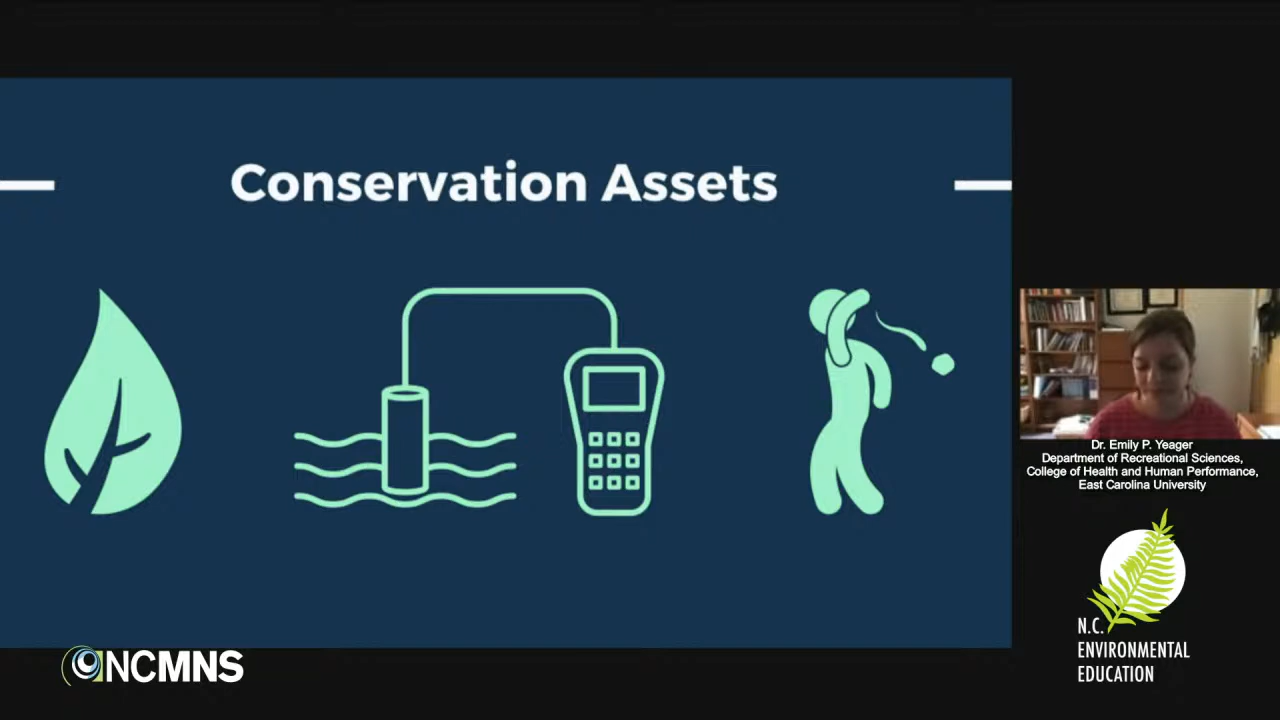 Conservation Assets
Dr. Emily P. Yeager
Department of Recreational Sciences,
College of Health and Human Performance,
East Carolina University
N.C.
ENVIRONMENTAL
EDUCATION
NCMNS